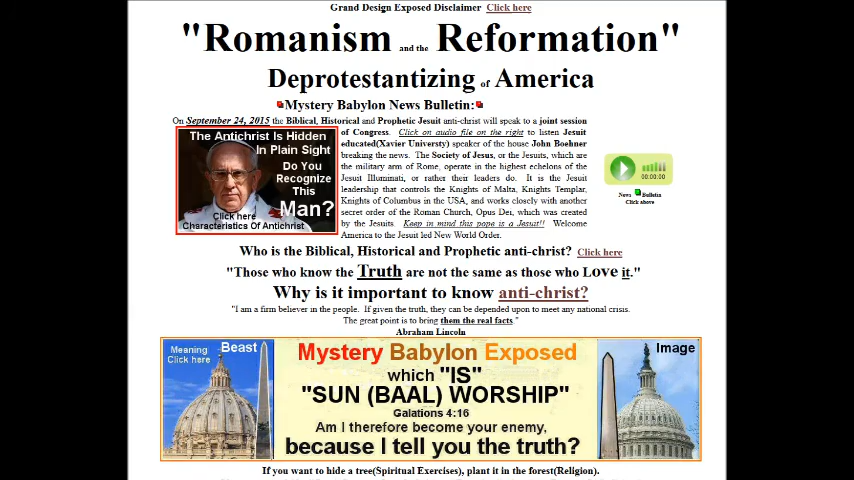 Grand Design Exposed Disclaimer Click here
"Romanism and the Reformation"
Deprotestantizing of America
Mystery Babylon News Bulletin:
On September 24, 2015 the Biblical, Historical and Prophetic Jesuit anti-christ will speak to a joint session
of Congress. Click on audio file on the right to listen Jesuit
educated(Xavier Universty) speaker of the house John Boehner
breaking the news. The Society of Jesus, or the Jesuits, which are
the military arm of Rome, operate in the highest echelons of the
Jesuit Illuminati, or rather their leaders do. It is the Jesuit
leadership that controls the Knights of Malta, Knights Templar,
Knights of Columbus in the USA, and works closely with another
secret order of the Roman Church, Opus Dei, which was created
by the Jesuits. Keep in mind this pope is a Jesuit!! Welcome
America to the Jesuit led New World Order.
The Antichrist Is Hidden
In Plain Sight
Do You
Recognize
This
Man?
Click here
Characteristics Of Antichrist
00:00:00
News Bulletin
Click above
Who is the Biblical, Historical and Prophetic anti-christ? Click here
"Those who know the Truth are not the same as those who Love it."
Why is it important to know anti-christ?
"I am a firm believer in the people. If given the truth, they can be depended upon to meet any national crisis.
The great point is to bring them the real facts."
Abraham Lincoln
Meaning
Click here
Beast
Mystery Babylon Exposed
which "IS"
"SUN (BAAL) WORSHIP"
Galations 4:16
Am I therefore become your enemy,
because I tell you the truth?
Image
If you want to hide a tree(Spiritual Exercises), plant it in the forest(Religion).